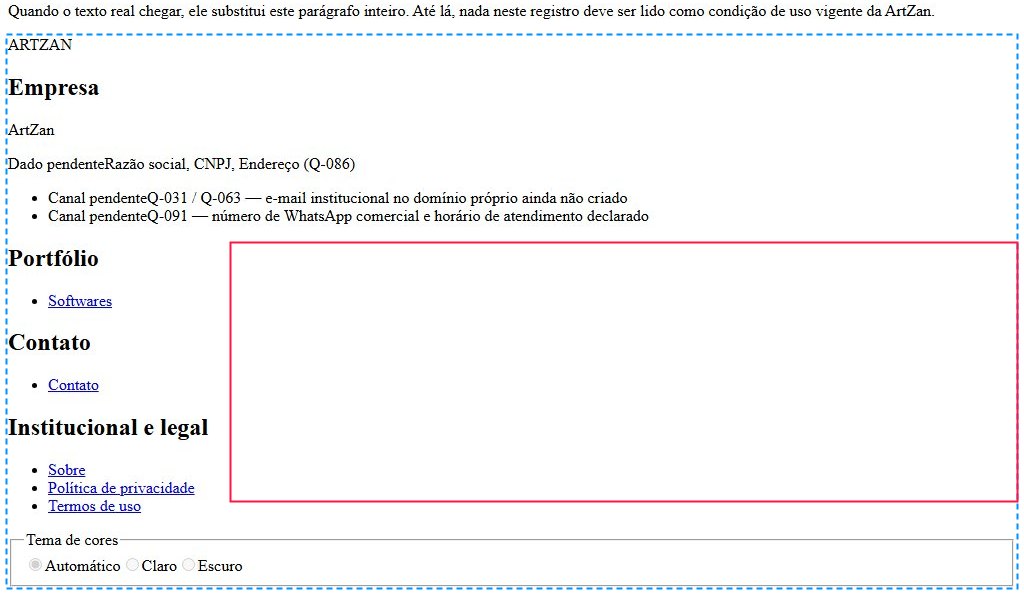 Quando o texto real chegar, ele substitui este parágrafo inteiro. Até lá, nada neste registro deve ser lido como condição de uso vigente da ArtZan.
ARTZAN
Empresa
ArtZan
Dado pendenteRazão social, CNPJ, Endereço (Q-086)
Canal pendenteQ-031 / Q-063 — e-mail institucional no domínio próprio ainda não criado
Canal pendenteQ-091 — número de WhatsApp comercial e horário de atendimento declarado
Portfólio
Softwares
Contato
Contato
Institucional e legal
Sobre
Política de privacidade
Termos de uso
Tema de cores
Automático Claro Escuro